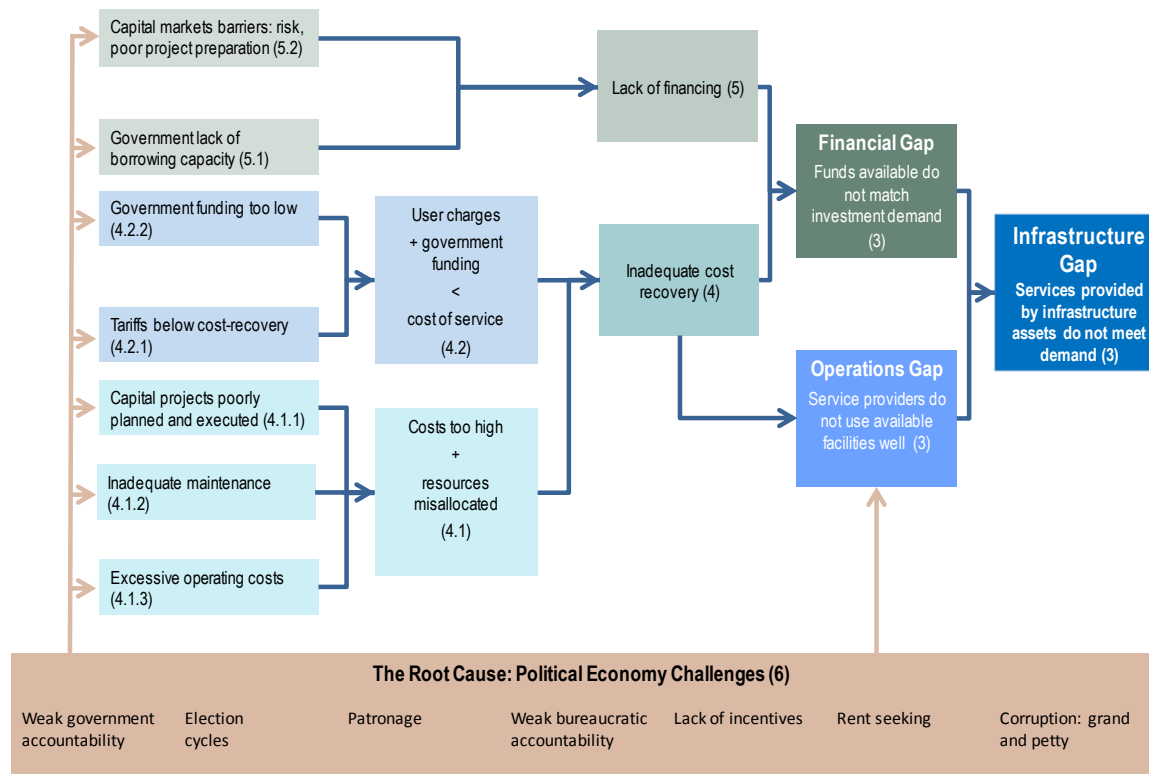 Capital markets barriers: risk,
poor project preparation (5.2)
Government lack of
borrowing capacity (5.1)
Government funding too low
(4.2.2)
Tariffs below cost-recovery
(4.2.1)
Capital projects poorly
planned and executed (4.1.1)
Inadequate maintenance
(4.1.2)
Excessive operating costs
(4.1.3)
User charges
+ government
funding
<
cost of service
(4.2)
Costs too high
+
resources
misallocated
(4.1)
Lack of financing (5)
Inadequate cost
recovery (4)
Financial Gap
Funds available do
not match
investment demand
(3)
Operations Gap
Service providers do
not use available
facilities well (3)
Infrastructure
Gap
Services provided
by infrastructure
assets do not meet
demand (3)
The Root Cause: Political Economy Challenges (6)
Weak government
accountability
Election
cycles
Patronage
Weak bureaucratic
accountability
Lack of incentives
Rent seeking
Corruption: grand
and petty